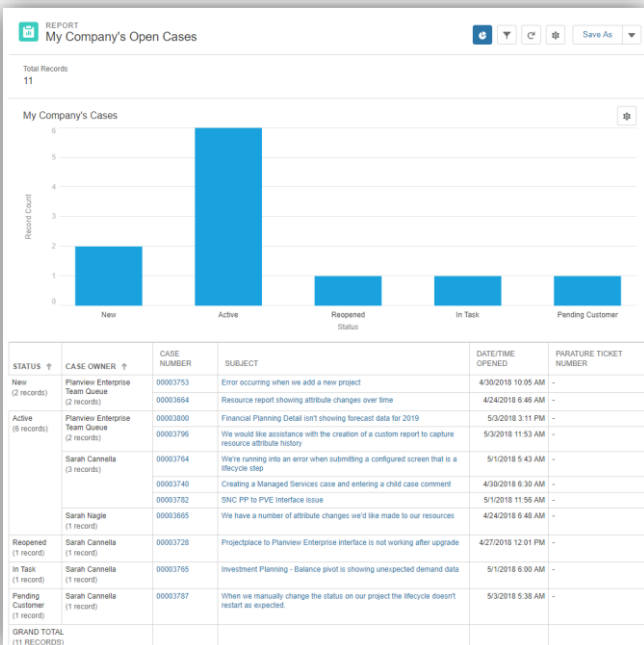 REPORT
My Company's Open Cases
Save As
Total Records
11
My Company's Cases
6
5
4
3
2
1
0
Record Count
New
Active
Reopened
In Task
Pending Customer
Status
STATUS
CASE OWNER
CASE
NUMBER
SUBJECT
DATE/TIME
OPENED
PARATURE TICKET
NUMBER
New
(2 records)
Planview Enterprise
Team Queue
(2 records)
00003753
Error occurring when we add a new project
4/30/2018 10:05 AM
-
00003664
Resource report showing attribute changes over time
4/24/2018 6:46 AM
-
Active
(6 records)
Planview Enterprise
Team Queue
(2 records)
00003800
Financial Planning Detail isn't showing forecast data for 2019
5/3/2018 3:11 PM
-
00003796
We would like assistance with the creation of a custom report to capture
resource attribute history
5/3/2018 11:53 AM
-
Sarah Cannella
(3 records)
00003764
We're running into an error when submitting a configured screen that is a
lifecycle step
5/1/2018 5:43 AM
-
00003740
Creating a Managed Services case and entering a child case comment
4/30/2018 6:30 AM
-
00003782
SNC PP to PVE Interface issue
5/1/2018 11:56 AM
-
Sarah Nagle
(1 record)
00003665
We have a number of attribute changes we'd like made to our resources
4/24/2018 6:48 AM
-
Reopened
(1 record)
Sarah Cannella
(1 record)
00003728
Projectplace to Planview Enterprise interface is not working after upgrade
4/27/2018 12:01 PM
-
In Task
(1 record)
Sarah Cannella
(1 record)
00003765
Investment Planning - Balance pivot is showing unexpected demand data
5/1/2018 6:00 AM
-
Pending
Customer
(1 record)
Sarah Cannella
(1 record)
00003787
When we manually change the status on our project the lifecycle doesn't
restart as expected.
5/3/2018 5:38 AM
-
GRAND TOTAL
(11 RECORDS)